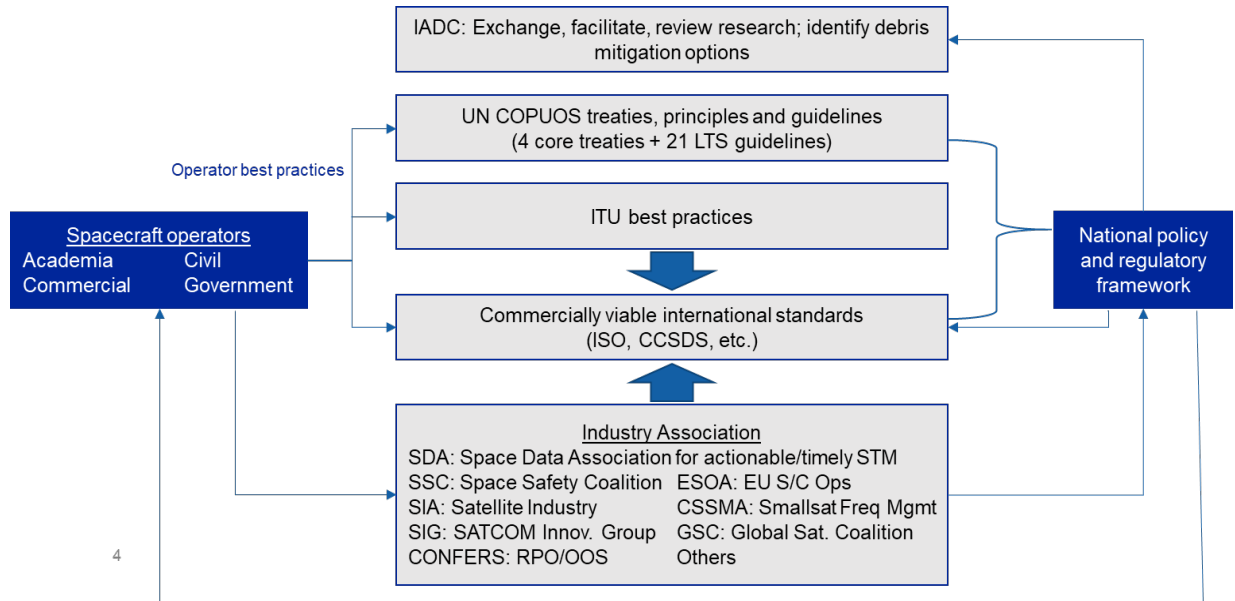 IADC: Exchange, facilitate, review research; identify debris
mitigation options
UN COPUOS treaties, principles and guidelines
(4 core treaties + 21 LTS guidelines)
Operator best practices
ITU best practices
Spacecraft operators
Academia Civil
Commercial Government
National policy
and regulatory
framework
Commercially viable international standards
(ISO, CCSDS, etc.)
Industry Association
SDA: Space Data Association for actionable/timely STM
SSC: Space Safety Coalition ESOA: EU S/C Ops
SIA: Satellite Industry CSSMA: Smallsat Freq Mgmt
SIG: SATCOM Innov. Group GSC: Global Sat. Coalition
CONFERS: RPO/OOS Others
4